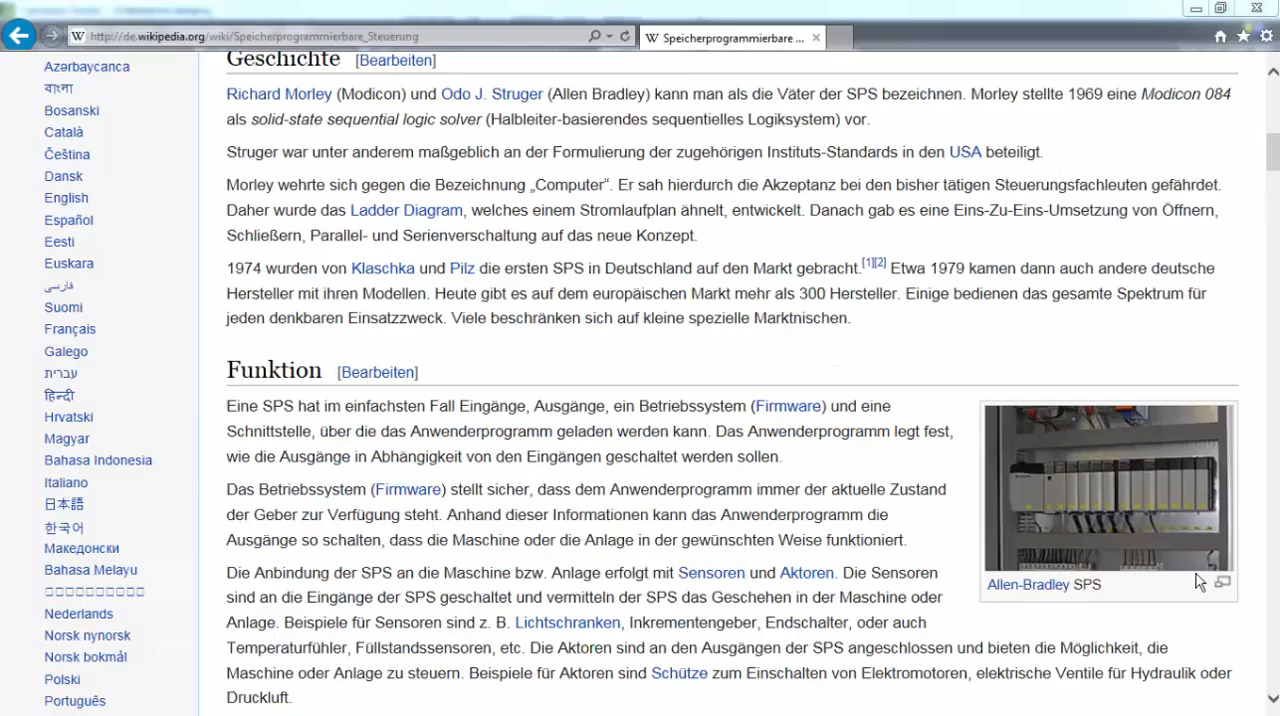 http://de.wikipedia.org/wiki/Speicherprogrammierbare_Steuerung
Speicherprogrammierbare ...
Azərbaycanca
বাংলা
Bosanski
Català
Čeština
Dansk
English
Español
Eesti
Euskara
فارسی
Suomi
Français
Galego
עברית
हिन्दी
Hrvatski
Magyar
Bahasa Indonesia
Italiano
日本語
한국어
Македонски
Bahasa Melayu
Nederlands
Norsk nynorsk
Norsk bokmål
Polski
Português
Geschichte [Bearbeiten]
Richard Morley (Modicon) und Odo J. Struger (Allen Bradley) kann man als die Väter der SPS bezeichnen. Morley stellte 1969 eine Modicon 084
als solid-state sequential logic solver (Halbleiter-basierendes sequentielles Logiksystem) vor.
Struger war unter anderem maßgeblich an der Formulierung der zugehörigen Instituts-Standards in den USA beteiligt.
Morley wehrte sich gegen die Bezeichnung „Computer“. Er sah hierdurch die Akzeptanz bei den bisher tätigen Steuerungsfachleuten gefährdet.
Daher wurde das Ladder Diagram, welches einem Stromlaufplan ähnelt, entwickelt. Danach gab es eine Eins-Zu-Eins-Umsetzung von Öffnern,
Schließern, Parallel- und Serienverschaltung auf das neue Konzept.
1974 wurden von Klaschka und Pilz die ersten SPS in Deutschland auf den Markt gebracht.[1][2] Etwa 1979 kamen dann auch andere deutsche
Hersteller mit ihren Modellen. Heute gibt es auf dem europäischen Markt mehr als 300 Hersteller. Einige bedienen das gesamte Spektrum für
jeden denkbaren Einsatzzweck. Viele beschränken sich auf kleine spezielle Marktnischen.
Funktion [Bearbeiten]
Eine SPS hat im einfachsten Fall Eingänge, Ausgänge, ein Betriebssystem (Firmware) und eine
Schnittstelle, über die das Anwenderprogramm geladen werden kann. Das Anwenderprogramm legt fest,
wie die Ausgänge in Abhängigkeit von den Eingängen geschaltet werden sollen.
Das Betriebssystem (Firmware) stellt sicher, dass dem Anwenderprogramm immer der aktuelle Zustand
der Geber zur Verfügung steht. Anhand dieser Informationen kann das Anwenderprogramm die
Ausgänge so schalten, dass die Maschine oder die Anlage in der gewünschten Weise funktioniert.
Die Anbindung der SPS an die Maschine bzw. Anlage erfolgt mit Sensoren und Aktoren. Die Sensoren
sind an die Eingange der SPS geschaltet und vermitteln der SPS das Geschehen in der Maschine oder
Anlage. Beispiele für Sensoren sind z. B. Lichtschranken, Inkrementengeber, Endschalter, oder auch
Temperaturfühler, Füllstandssensoren, etc. Die Aktoren sind an den Ausgängen der SPS angeschlossen und bieten die Möglichkeit, die
Maschine oder Anlage zu steuern. Beispiele für Aktoren sind Schütze zum Einschalten von Elektromotoren, elektrische Ventile für Hydraulik oder
Druckluft.
Allen-Bradley SPS